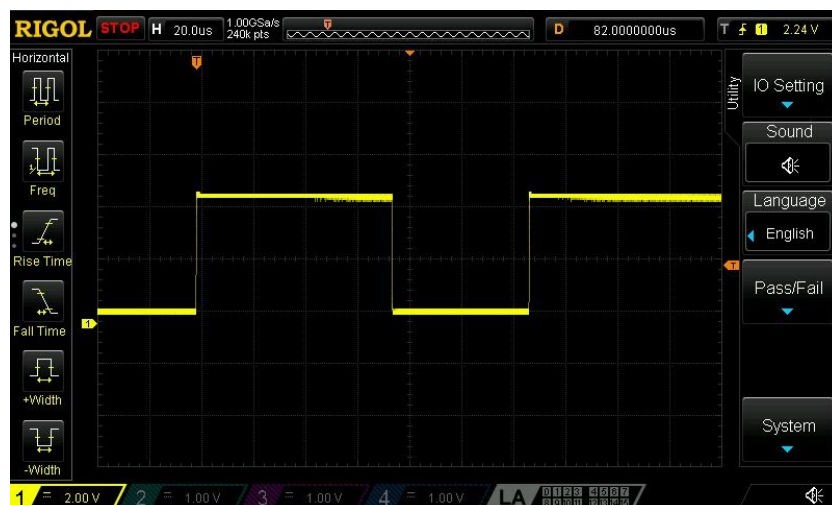 RIGOL STOP H 20.0us 1.00GSa/s 240k pts D 82.0000000us T 1 2.24 V
Horizontal
Period
Freq
Rise Time
Fall Time
+Width
-Width
T
T
1
Utility
IO Setting
Sound
Language
English
Pass/Fail
System
1 = 2.00 V 2 = 1.00 V 3 = 1.00 V 4 = 1.00 V LA